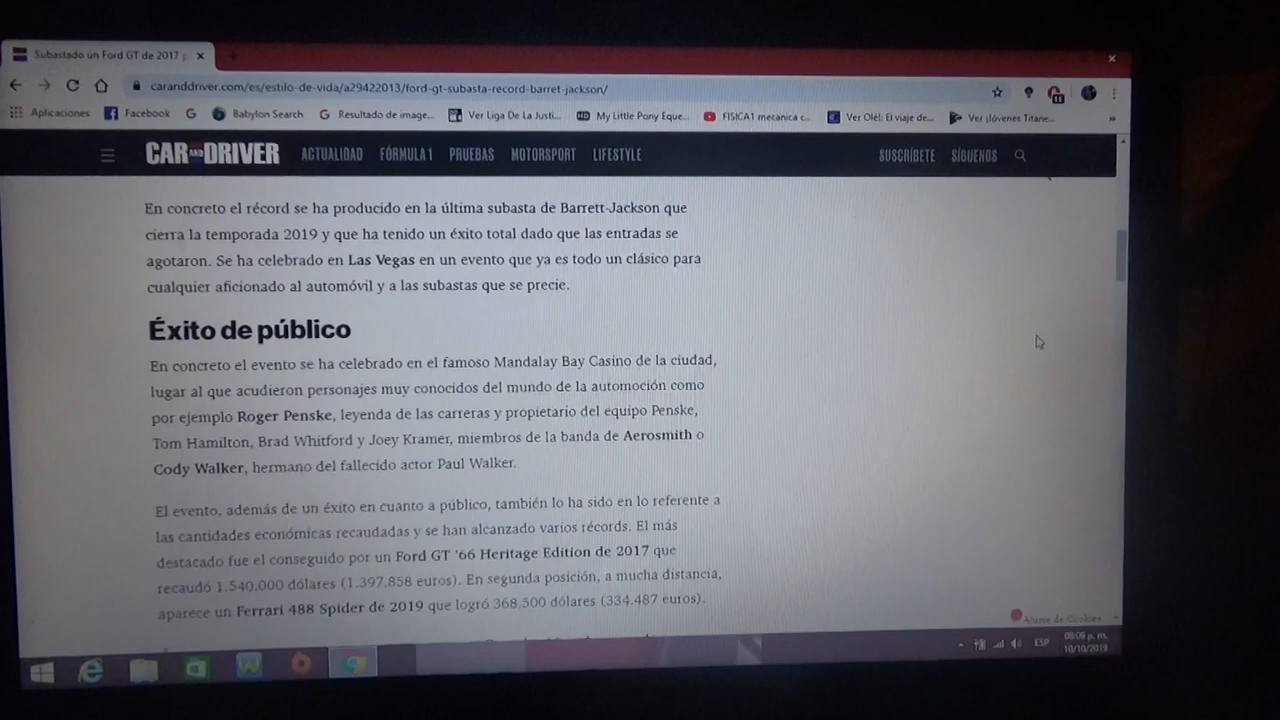 Subastado un Ford GT de 2017
caranddriver.com/es/estilo-de-vida/a29422013/ford-gt-subasta-record-barret-jackson/
Aplicaciones Facebook Babylon Search Resultado de image... Ver Liga De La Justi... My Little Pony Eque... FISICA1 mecanica c... Ver Olé!: El viaje de... Ver ¡Jóvenes Titane... »
CAR AND DRIVER ACTUALIDAD FÓRMULA 1 PRUEBAS MOTORSPORT LIFESTYLE SUSCRÍBETE SÍGUENOS
En concreto el récord se ha producido en la última subasta de Barrett-Jackson que
cierra la temporada 2019 y que ha tenido un éxito total dado que las entradas se
agotaron. Se ha celebrado en Las Vegas en un evento que ya es todo un clásico para
cualquier aficionado al automóvil y a las subastas que se precie.
Éxito de público
En concreto el evento se ha celebrado en el famoso Mandalay Bay Casino de la ciudad,
lugar al que acudieron personajes muy conocidos del mundo de la automoción como
por ejemplo Roger Penske, leyenda de las carreras y propietario del equipo Penske,
Tom Hamilton, Brad Whitford y Joey Kramer, miembros de la banda de Aerosmith o
Cody Walker, hermano del fallecido actor Paul Walker.
El evento, además de un éxito en cuanto a público, también lo ha sido en lo referente a
las cantidades económicas recaudadas y se han alcanzado varios récords. El más
destacado fue el conseguido por un Ford GT '66 Heritage Edition de 2017 que
recaudó 1.540.000 dólares (1.397.858 euros). En segunda posición, a mucha distancia,
aparece un Ferrari 488 Spider de 2019 que logró 368.500 dólares (334.487 euros).
Ajuste de Cookies
ESP
08:09 p. m.
10/10/2019